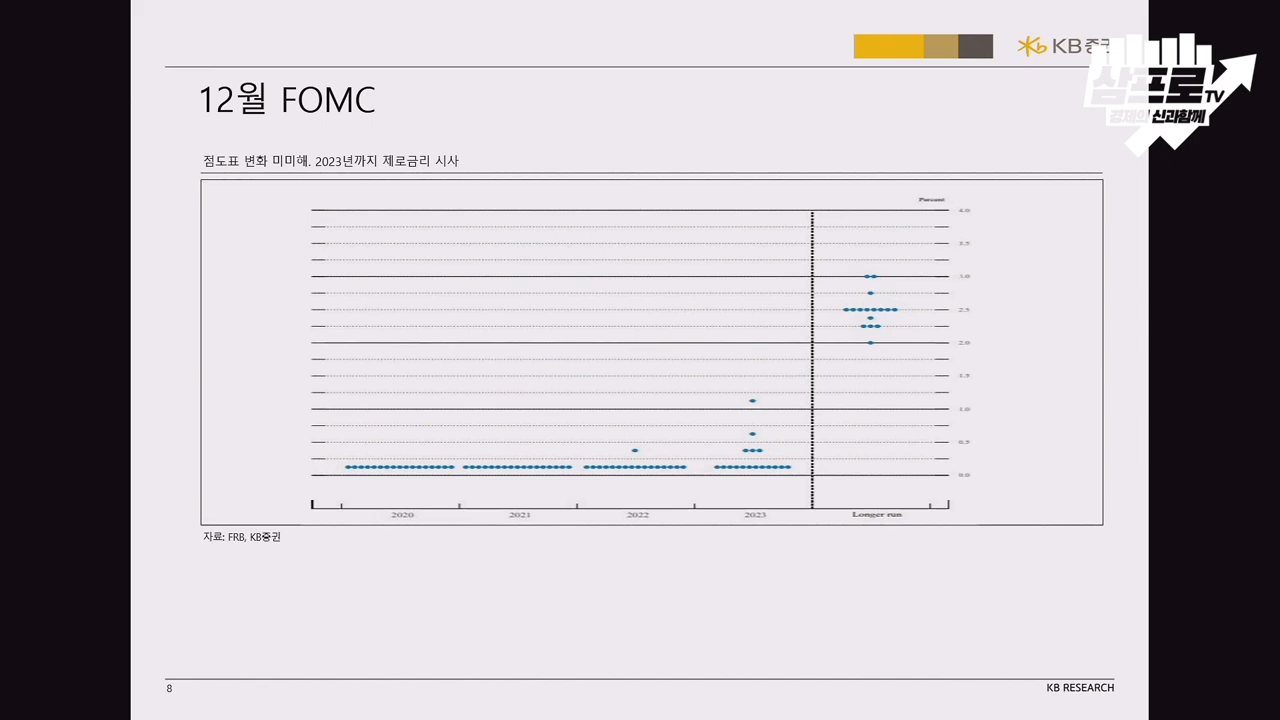 KB증권
삼프로TV
경제의 신과함께
12월 FOMC
점도표 변화 미미해. 2023년까지 제로금리 시사
Percent
4.0
3.5
3.0
2.5
2.0
1.5
1.0
0.5
0.0
2020 2021 2022 2023 Longer run
자료: FRB, KB증권
8 KB RESEARCH